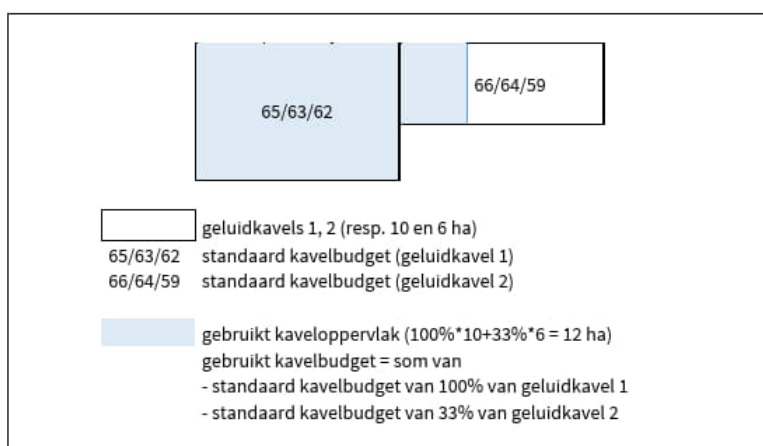 65/63/62
66/64/59
geluidkavels 1, 2 (resp. 10 en 6 ha)
65/63/62 standaard kavelbudget (geluidkavel 1)
66/64/59 standaard kavelbudget (geluidkavel 2)
gebruikt kaveloppervlak (100%*10+33%*6 = 12 ha)
gebruikt kavelbudget = som van
- standaard kavelbudget van 100% van geluidkavel 1
- standaard kavelbudget van 33% van geluidkavel 2